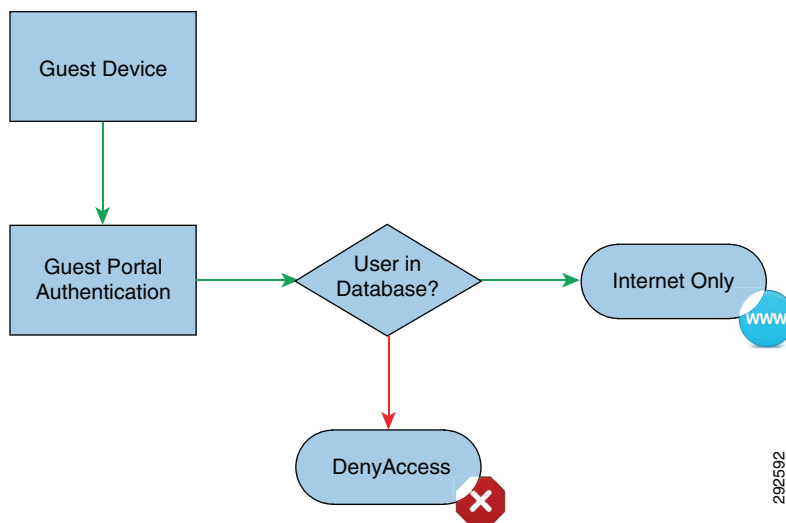 Guest Device
Guest Portal
Authentication
User in
Database?
Internet Only
WWW
DenyAccess
292592